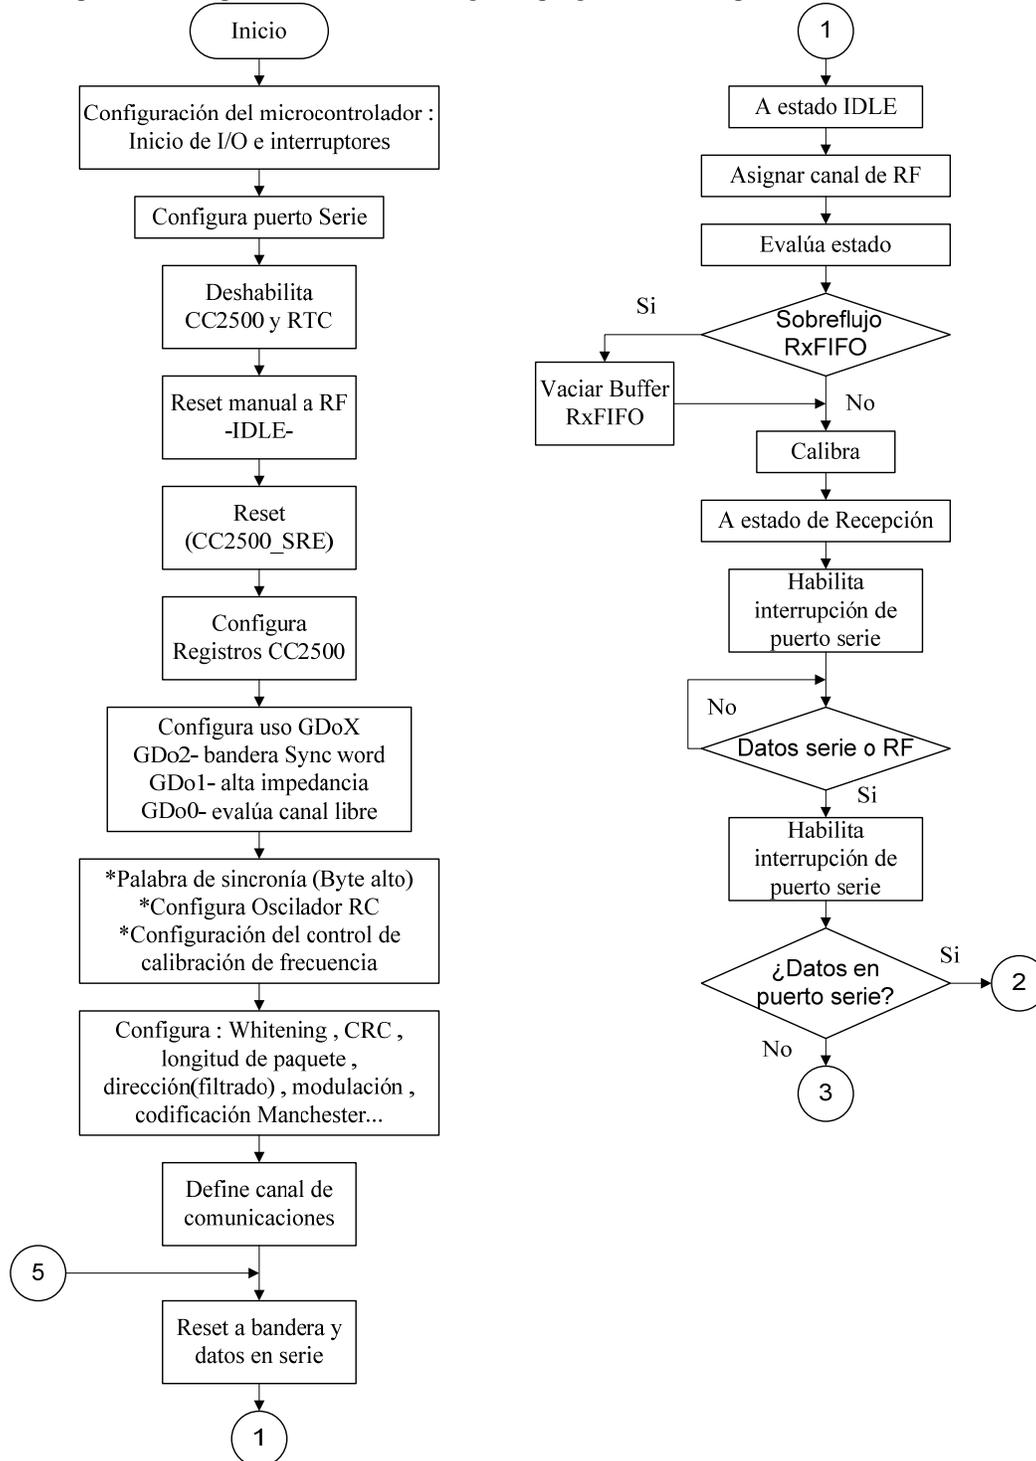 Inicio
Configuración del microcontrolador :
Inicio de I/O e interruptores
Configura puerto Serie
Deshabilita
CC2500 y RTC
Reset manual a RF
-IDLE-
Reset
(CC2500_SRE)
Configura
Registros CC2500
Configura uso GDoX
GDo2- bandera Sync word
GDo1- alta impedancia
GDo0- evalúa canal libre
*Palabra de sincronía (Byte alto)
*Configura Oscilador RC
*Configuración del control de
calibración de frecuencia
Configura : Whitening , CRC ,
longitud de paquete ,
dirección(filtrado) , modulación ,
codificación Manchester...
Define canal de
comunicaciones
5
Reset a bandera y
datos en serie
1
1
A estado IDLE
Asignar canal de RF
Evalúa estado
Si
Sobreflujo
RxFIFO
Vaciar Buffer
RxFIFO
No
Calibra
A estado de Recepción
Habilita
interrupción de
puerto serie
No
Datos serie o RF
Si
Habilita
interrupción de
puerto serie
¿Datos en
puerto serie?
Si
2
No
3